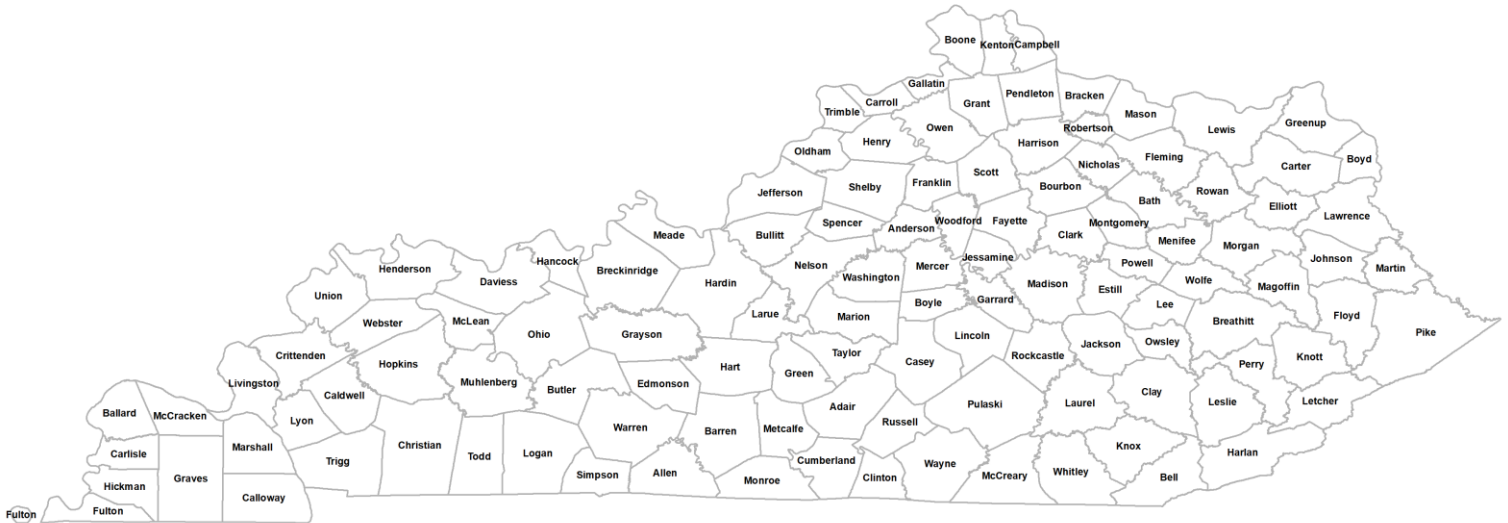 Boone
Kenton
Campbell
Gallatin
Carroll
Trimble
Grant
Pendleton
Bracken
Mason
Owen
Robertson
Lewis
Greenup
Henry
Harrison
Oldham
Fleming
Boyd
Nicholas
Carter
Scott
Franklin
Shelby
Bourbon
Rowan
Jefferson
Bath
Elliott
Lawrence
Spencer
Anderson
Woodford
Fayette
Montgomery
Clark
Bullitt
Meade
Menifee
Morgan
Hancock
Jessamine
Johnson
Powell
Martin
Henderson
Breckinridge
Nelson
Mercer
Washington
Daviess
Hardin
Madison
Wolfe
Magoffin
Estill
Union
Boyle
Garrard
Lee
Larue
Marion
Floyd
Webster
McLean
Breathitt
Ohio
Grayson
Lincoln
Pike
Owsley
Jackson
Crittenden
Taylor
Rockcastle
Knott
Hopkins
Hart
Green
Casey
Perry
Livingston
Muhlenberg
Butler
Edmonson
Caldwell
Clay
Letcher
Leslie
Laurel
Pulaski
Adair
Ballard
McCracken
Lyon
Russell
Warren
Metcalfe
Barren
Marshall
Christian
Knox
Carlisle
Logan
Harlan
Todd
Trigg
Cumberland
Wayne
Whitley
Allen
Simpson
McCreary
Bell
Graves
Clinton
Monroe
Hickman
Calloway
Fulton
Fulton